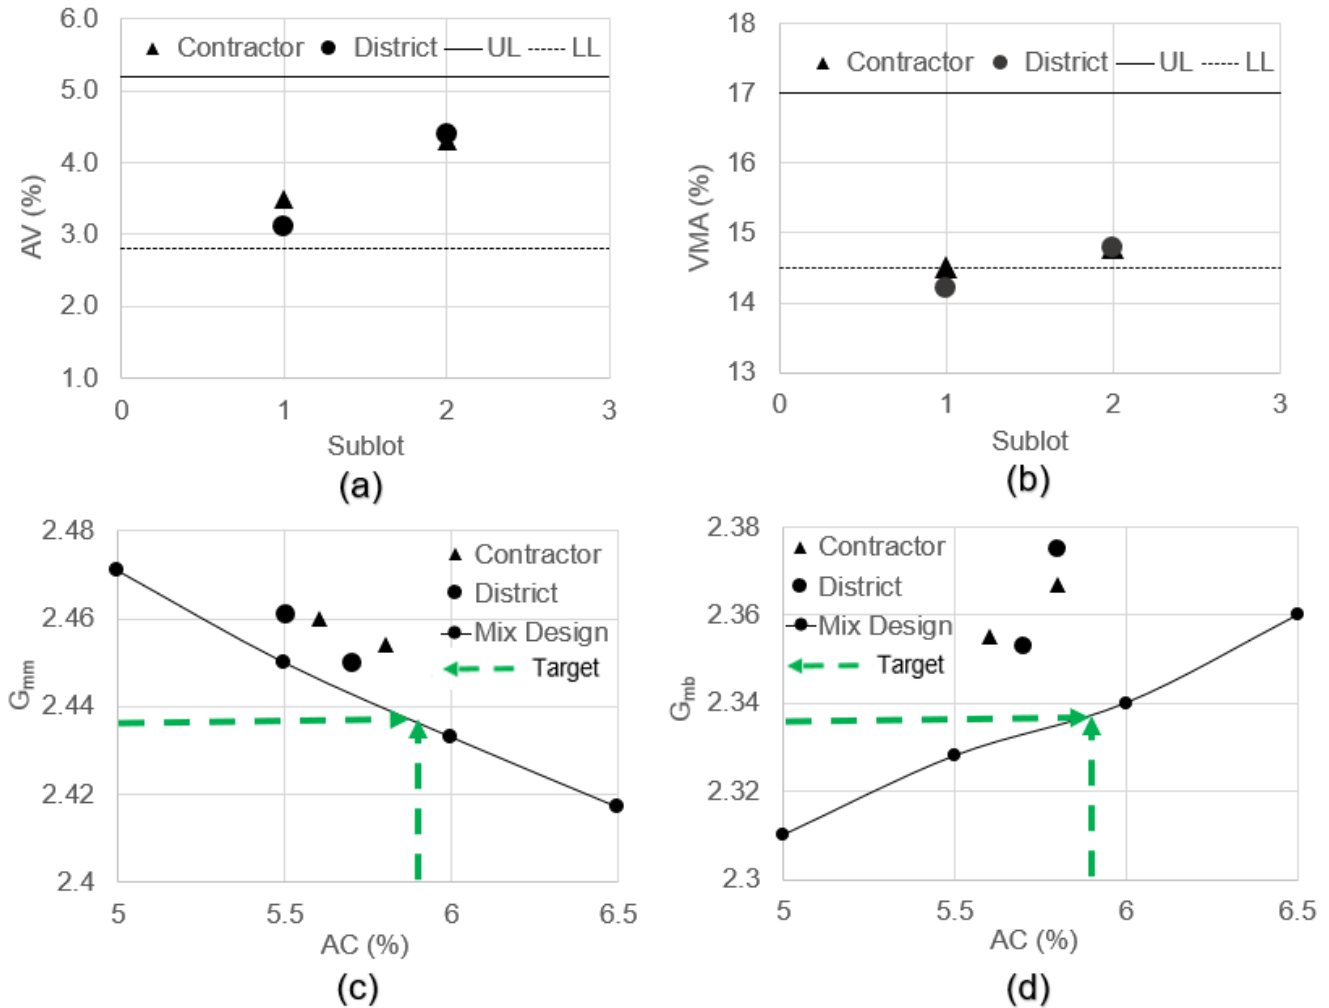 6.0
5.0
4.0
3.0
2.0
1.0
AV (%)
Contractor District UL LL
0 1 2 3
Sublot
(a)
18
17
16
15
14
13
VMA (%)
Contractor District UL LL
0 1 2 3
Sublot
(b)
2.48
2.46
2.44
2.42
2.4
Gmm
Contractor
District
Mix Design
Target
5 5.5 6 6.5
AC (%)
(c)
2.38
2.36
2.34
2.32
2.3
Gmb
Contractor
District
Mix Design
Target
5 5.5 6 6.5
AC (%)
(d)